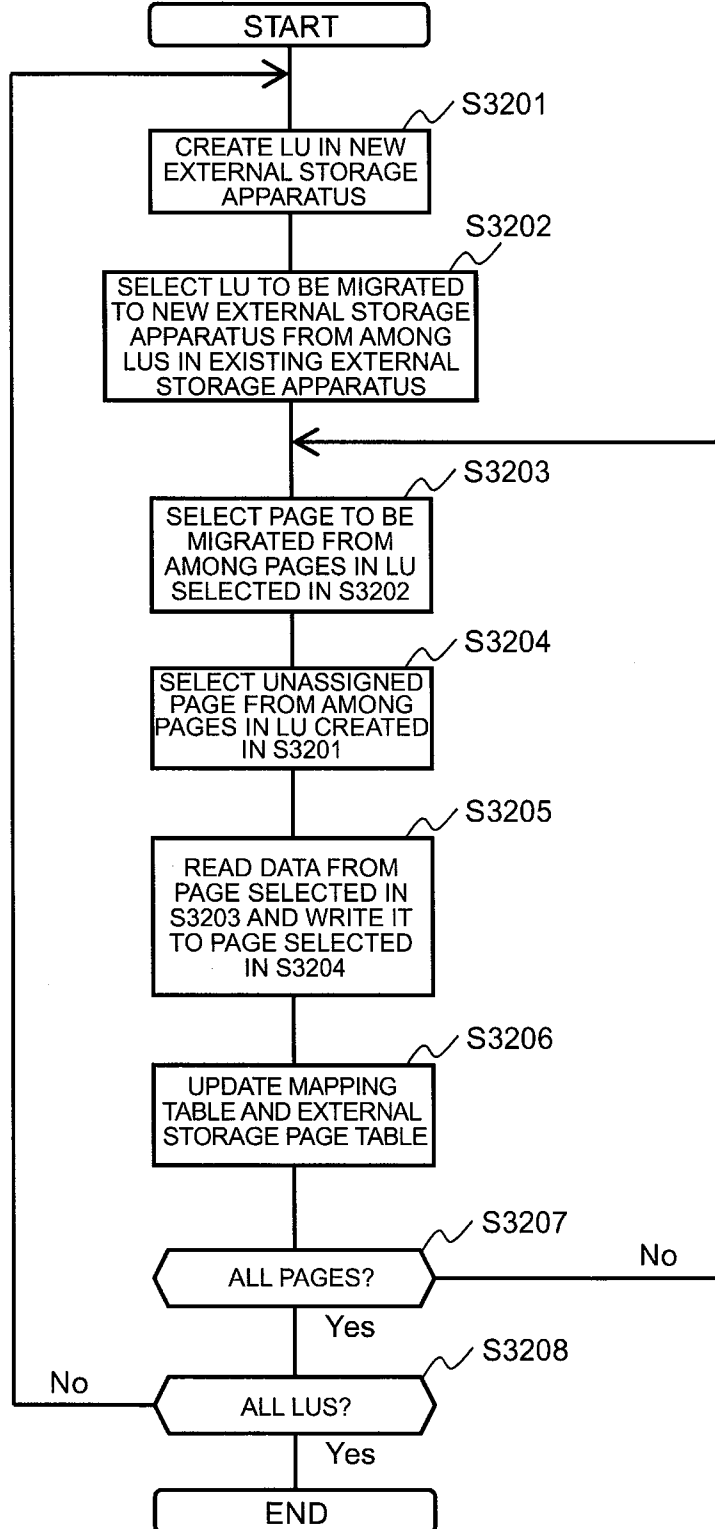 START
S3201
CREATE LU IN NEW
EXTERNAL STORAGE
APPARATUS
S3202
SELECT LU TO BE MIGRATED
TO NEW EXTERNAL STORAGE
APPARATUS FROM AMONG
LUS IN EXISTING EXTERNAL
STORAGE APPARATUS
S3203
SELECT PAGE TO BE
MIGRATED FROM
AMONG PAGES IN LU
SELECTED IN S3202
S3204
SELECT UNASSIGNED
PAGE FROM AMONG
PAGES IN LU CREATED
IN S3201
S3205
READ DATA FROM
PAGE SELECTED IN
S3203 AND WRITE IT
TO PAGE SELECTED
IN S3204
S3206
UPDATE MAPPING
TABLE AND EXTERNAL
STORAGE PAGE TABLE
S3207
ALL PAGES?
No
Yes
S3208
No
ALL LUS?
Yes
END